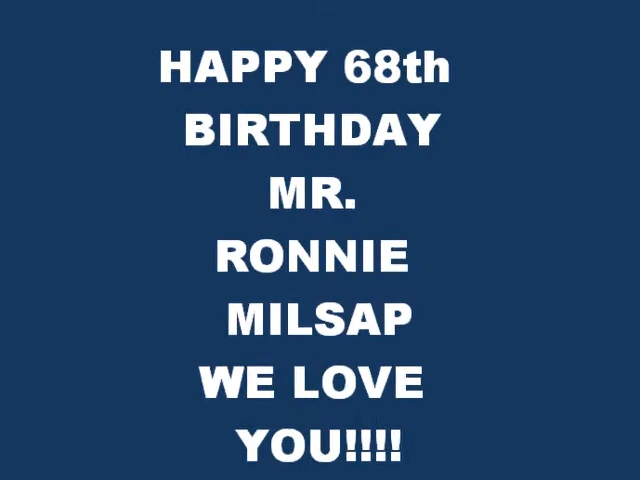 HAPPY 68th
BIRTHDAY
MR.
RONNIE
MILSAP
WE LOVE
YOU!!!!